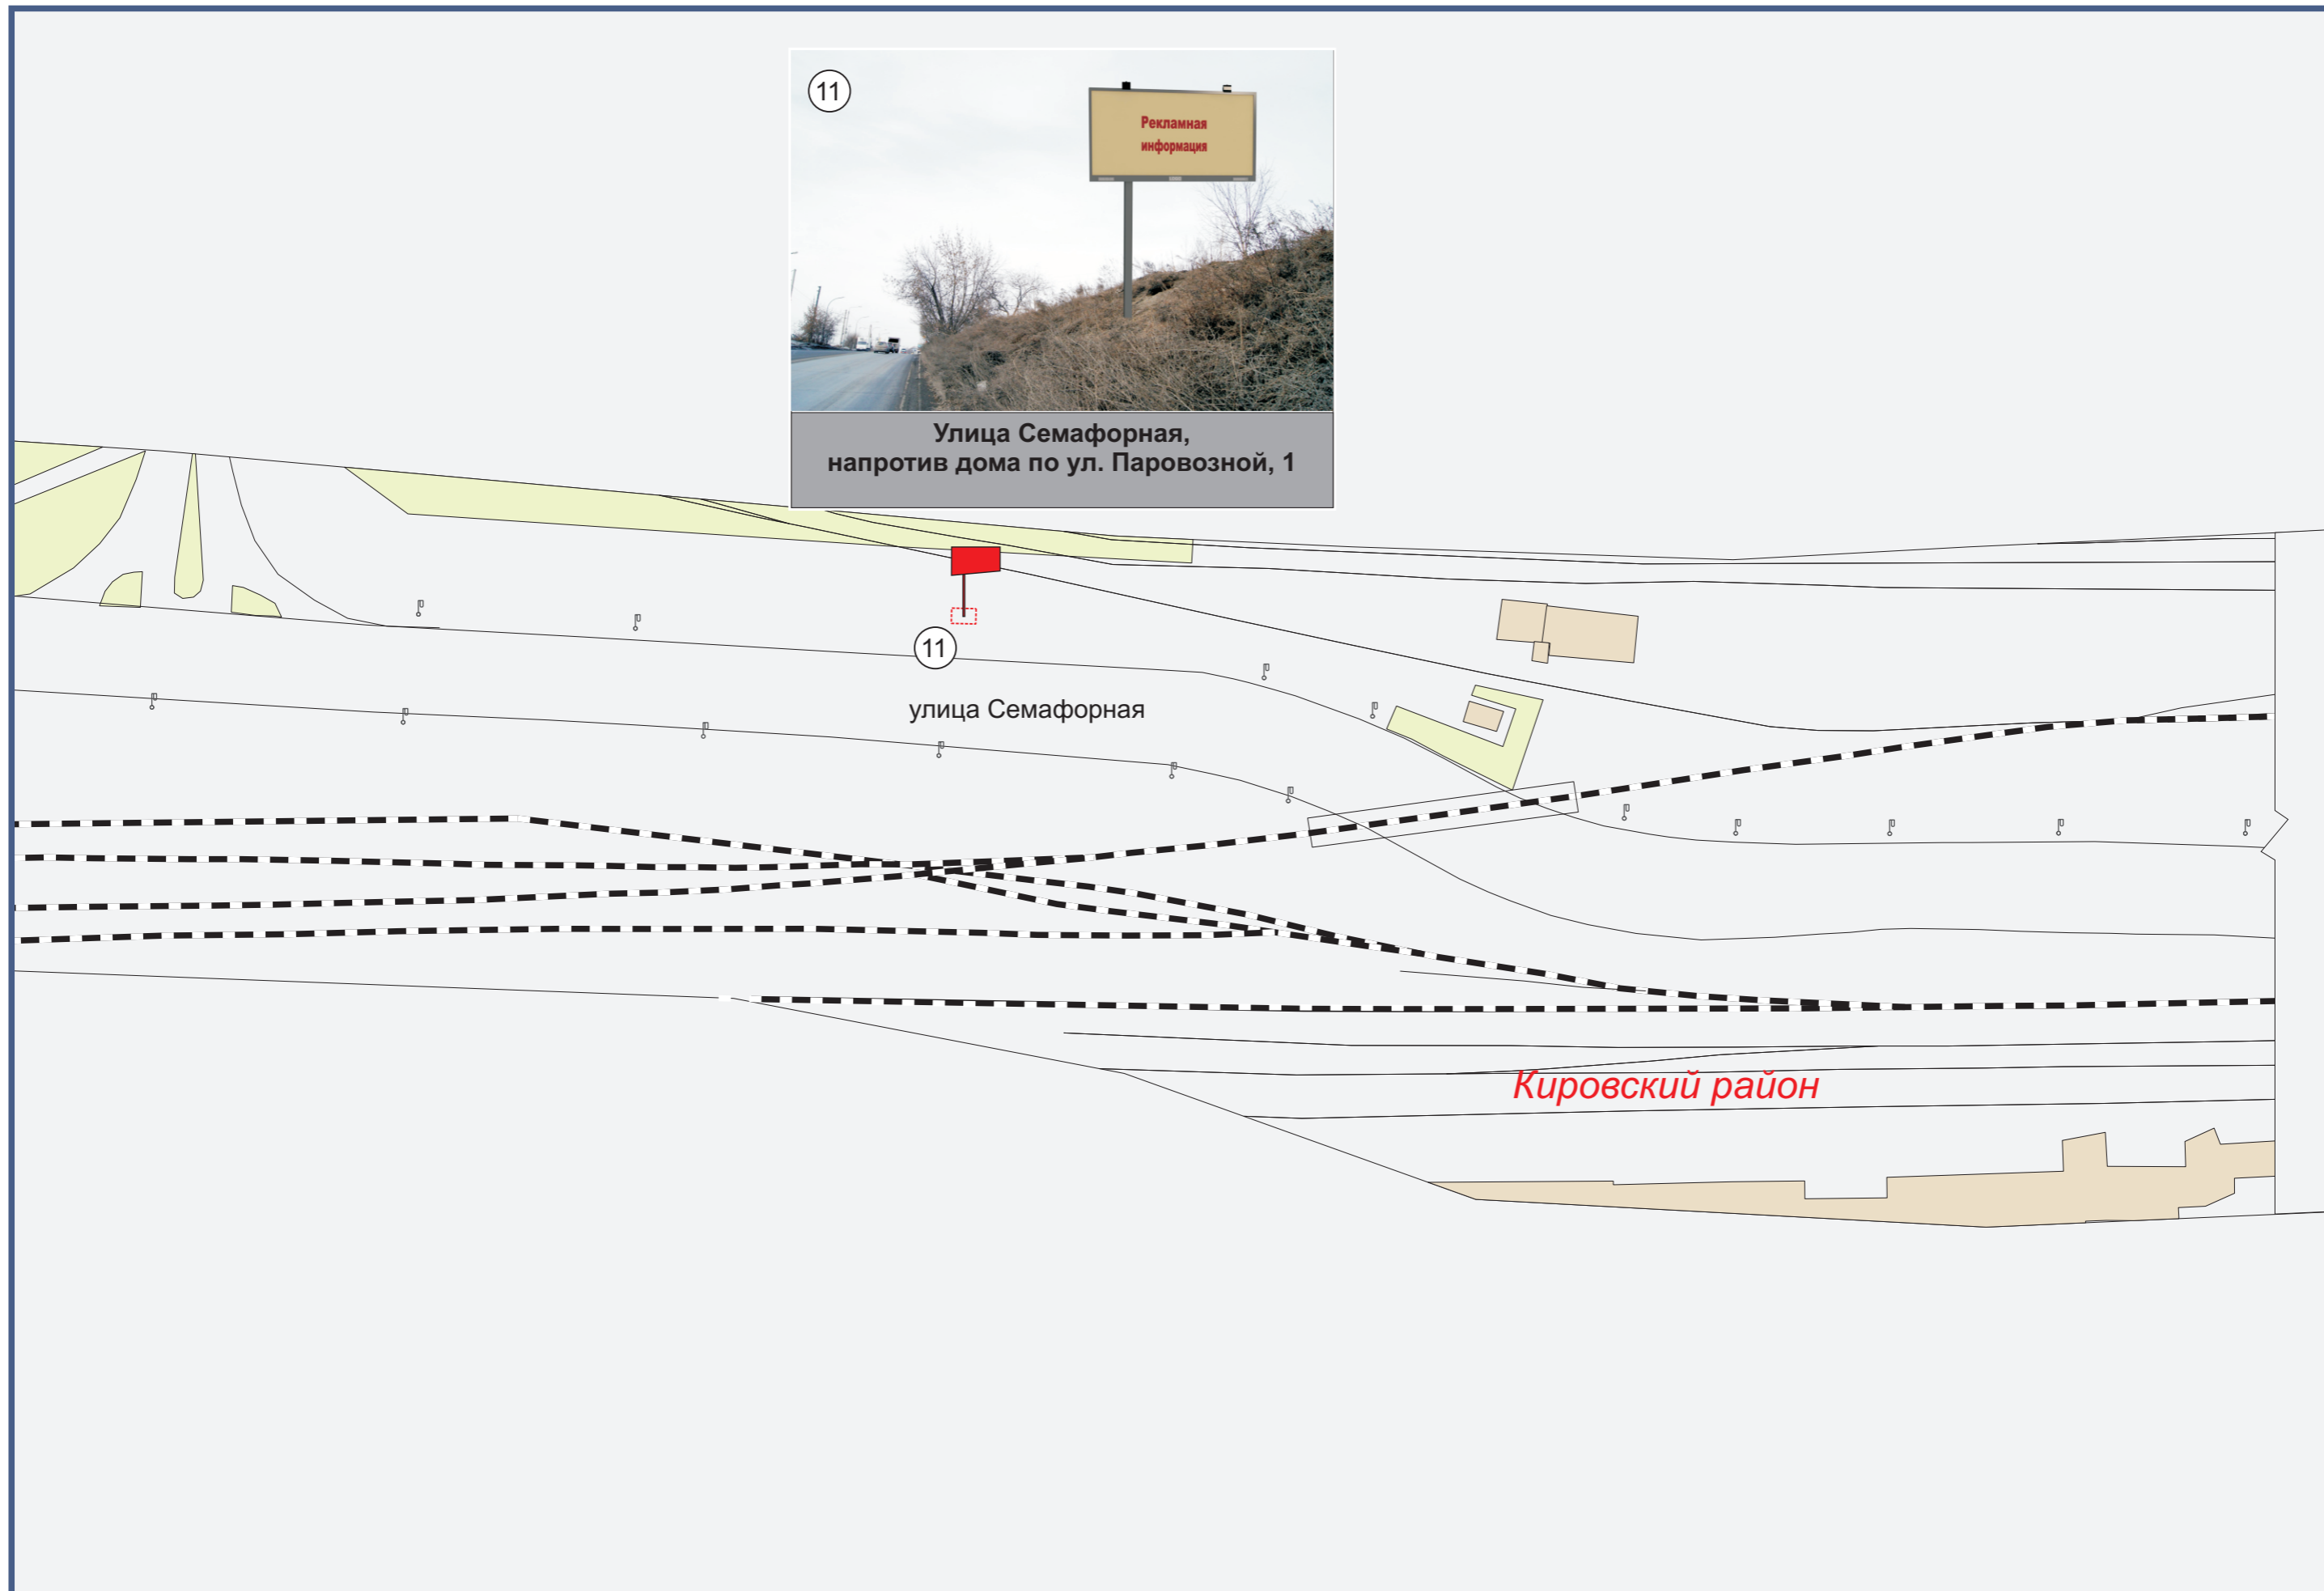 11
Рекламная
информация
Улица Семафорная,
напротив дома по ул. Паровозной, 1
11
улица Семафорная
Кировский район